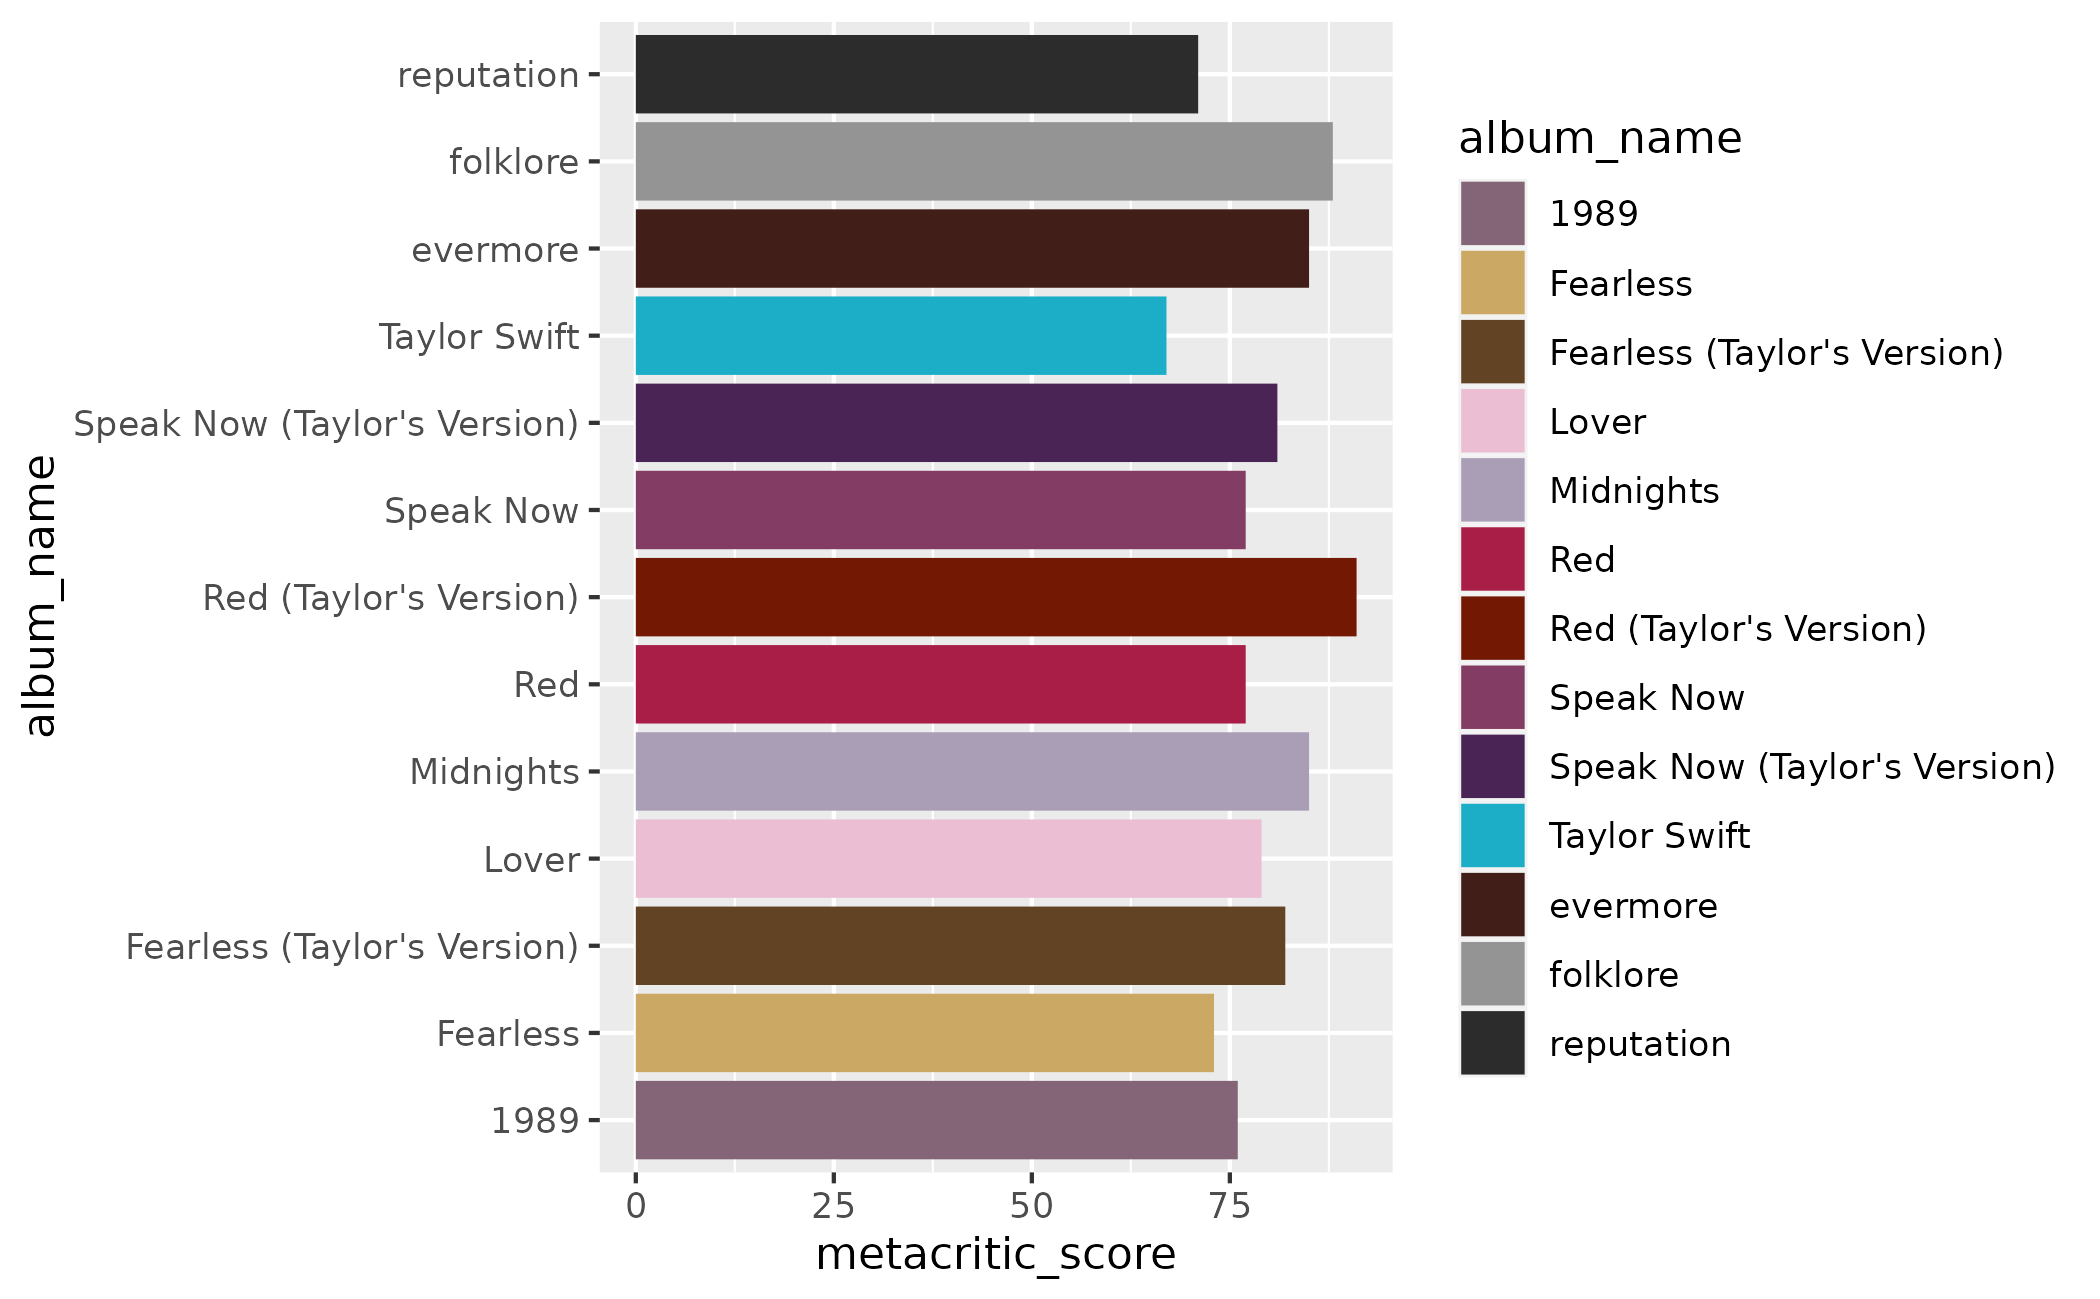 reputation
folklore
evermore
Taylor Swift
Speak Now (Taylor's Version)
Speak Now
Red (Taylor's Version)
Red
Midnights
Lover
Fearless (Taylor's Version)
Fearless
1989
album_name
0 25 50 75
metacritic_score
album_name
1989
Fearless
Fearless (Taylor's Version)
Lover
Midnights
Red
Red (Taylor's Version)
Speak Now
Speak Now (Taylor's Version)
Taylor Swift
evermore
folklore
reputation